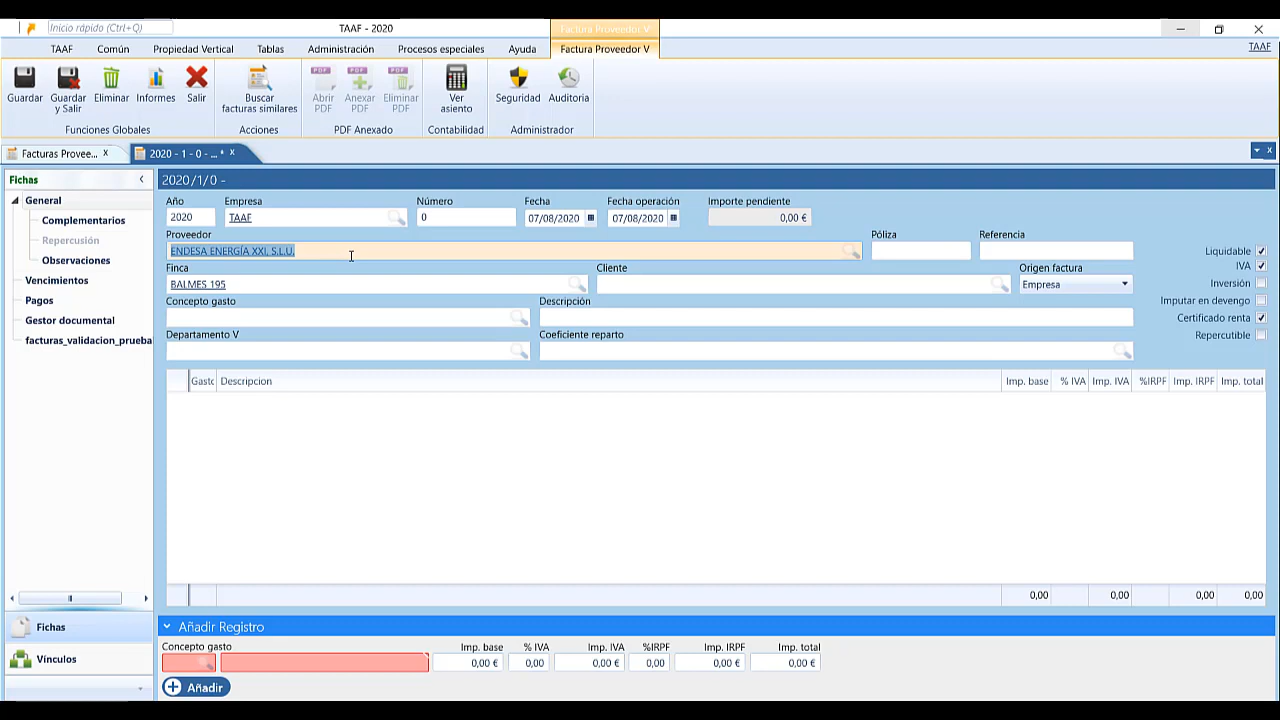 Inicio rápido (Ctrl+Q)
TAAF - 2020
Factura Proveedor V
TAAF
Común
Propiedad Vertical
Tablas
Administración
Procesos especiales
Ayuda
Factura Proveedor V
TAAF
Guardar
Guardar y Salir
Eliminar
Informes
Salir
Buscar facturas similares
Abrir PDF
Anexar PDF
Eliminar PDF
Ver asiento
Seguridad
Auditoria
Funciones Globales
Acciones
PDF Anexado
Contabilidad
Administrador
Facturas Provee... x
2020 - 1 - 0 - ... * x
Fichas
General
Complementarios
Repercusión
Observaciones
Vencimientos
Pagos
Gestor documental
facturas_validacion_prueba
Fichas
Vínculos
2020/1/0 -
Año
Empresa
Número
Fecha
Fecha operación
Importe pendiente
2020
TAAF
0
07/08/2020
07/08/2020
0,00 €
Proveedor
Póliza
Referencia
ENDESA ENERGÍA XXI, S.L.U.
Finca
Cliente
Origen factura
BALMES 195
Empresa
Concepto gasto
Descripción
Departamento V
Coeficiente reparto
Liquidable
IVA
Inversión
Imputar en devengo
Certificado renta
Repercutible
Gasto
Descripcion
Imp. base
% IVA
Imp. IVA
%IRPF
Imp. IRPF
Imp. total
0,00
0,00
0,00
0,00
Añadir Registro
Concepto gasto
Imp. base
% IVA
Imp. IVA
%IRPF
Imp. IRPF
Imp. total
0,00 €
0,00
0,00 €
0,00
0,00 €
0,00 €
Añadir